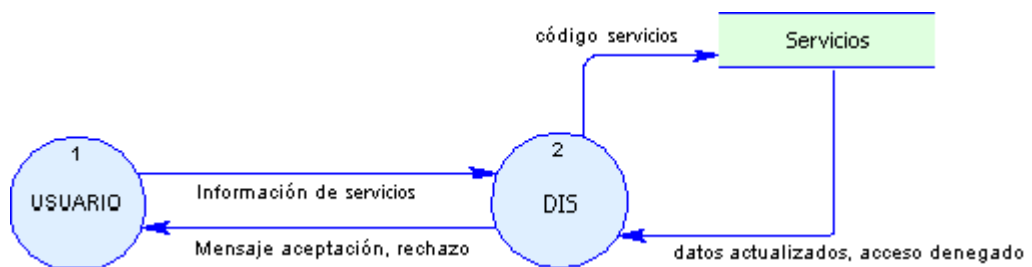 código servicios
Servicios
1
USUARIO
Información de servicios
Mensaje aceptación, rechazo
2
DIS
datos actualizados, acceso denegado